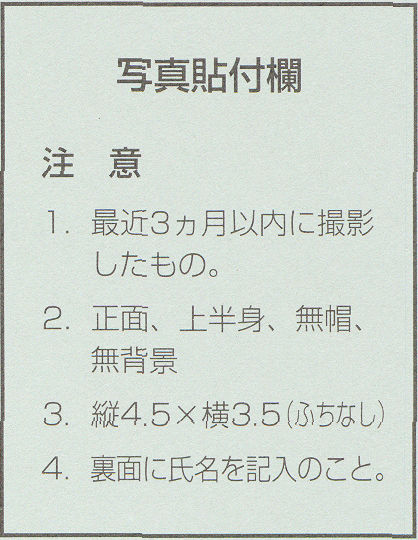 写真貼付欄
注　意
1. 最近3ヵ月以内に撮影
したもの。
2. 正面、上半身、無帽、
無背景
3. 縦4.5×横3.5(ふちなし)
4. 裏面に氏名を記入のこと。